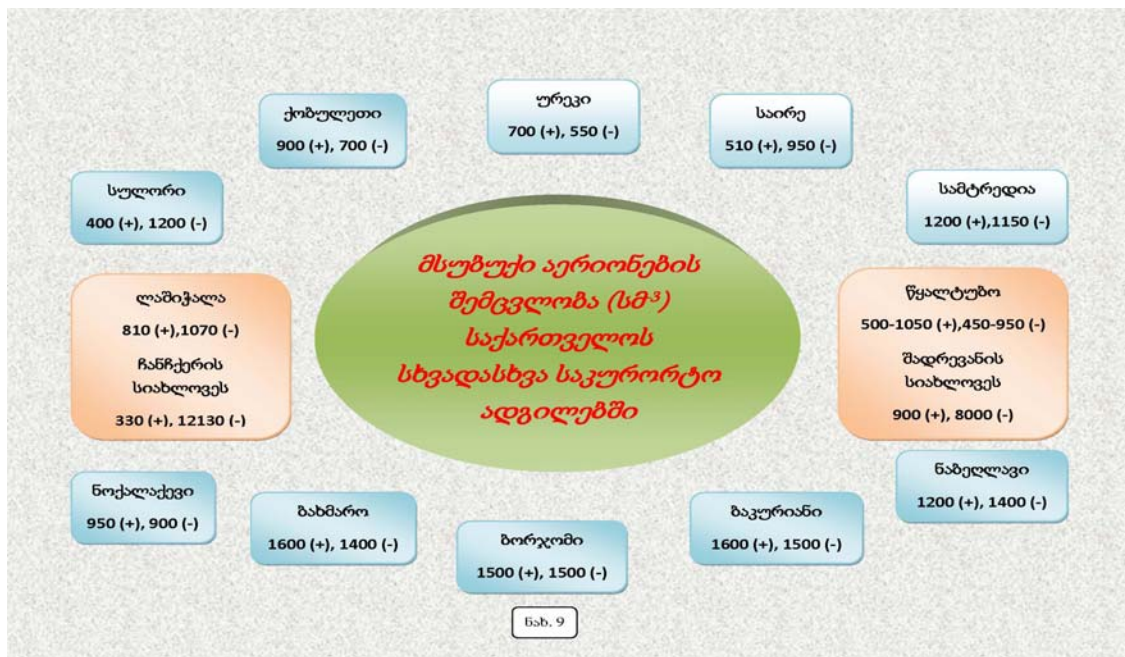 ქობულეთი
900 (+), 700 (-)
ურეკი
700 (+), 550 (-)
საირე
510 (+), 950 (-)
სულორი
400 (+), 1200 (-)
სამტრედია
1200 (+),1150 (-)
მსუბუქი აერიონების
შემცვლობა (სმ³)
საქართველოს
სხვადასხვა საკურორტო
ადგილებში
ლაშიჭალა
810 (+),1070 (-)
ჩანჩქერის
სიახლოვეს
330 (+), 12130 (-)
წყალტუბო
500-1050 (+),450-950 (-)
შადრევანის
სიახლოვეს
900 (+), 8000 (-)
ნოქალაქევი
950 (+), 900 (-)
ბახმარო
1600 (+), 1400 (-)
ბორჯომი
1500 (+), 1500 (-)
ბაკურიანი
1600 (+), 1500 (-)
ნაბეღლავი
1200 (+), 1400 (-)
ნახ. 9